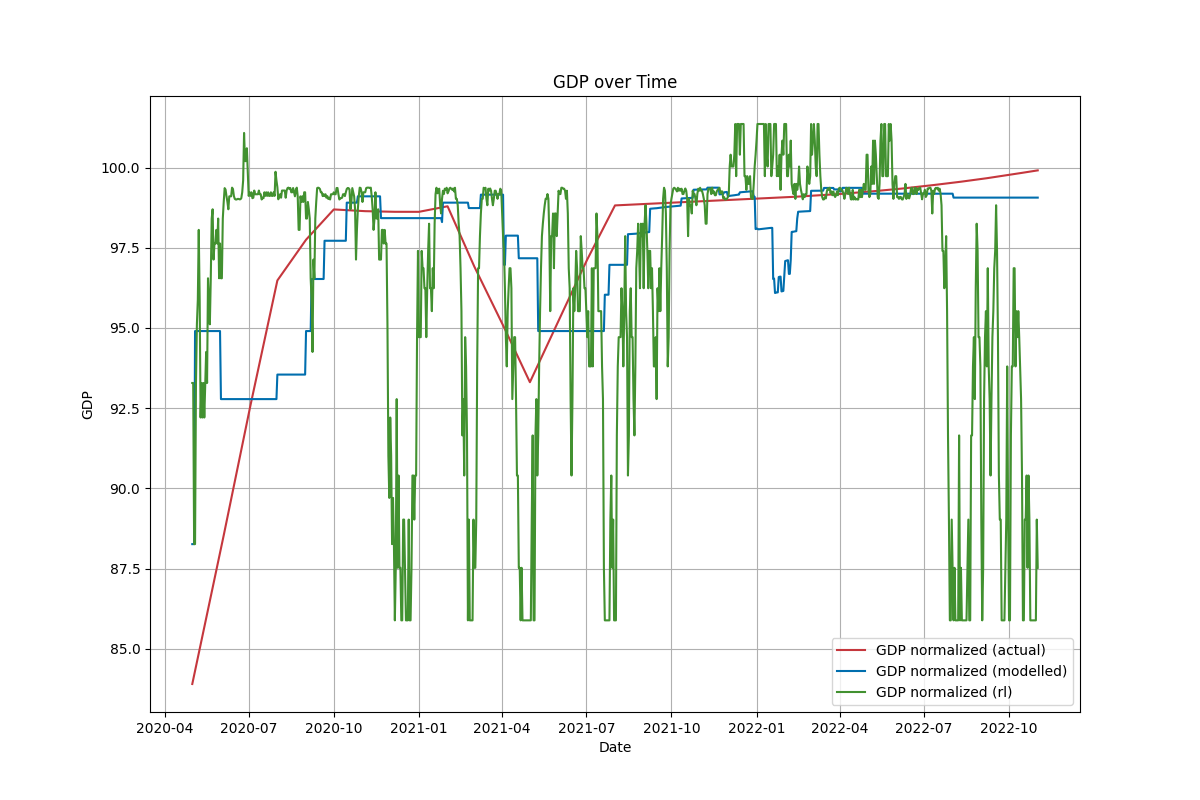 GDP over Time
GDP
100.0
97.5
95.0
92.5
90.0
87.5
85.0
GDP normalized (actual)
GDP normalized (modelled)
GDP normalized (rl)
2020-04 2020-07 2020-10 2021-01 2021-04 2021-07 2021-10 2022-01 2022-04 2022-07 2022-10
Date